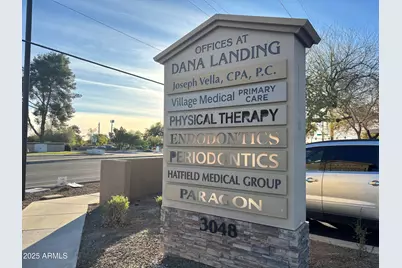 OFFICES AT
DANA LANDING
Joseph Vella, CPA, P.C.
Village Medical PRIMARY CARE
PHYSICAL THERAPY
ENDODONTICS
PERIODONTICS
HATFIELD MEDICAL GROUP
PARAGON
3048
2025 ARMLS